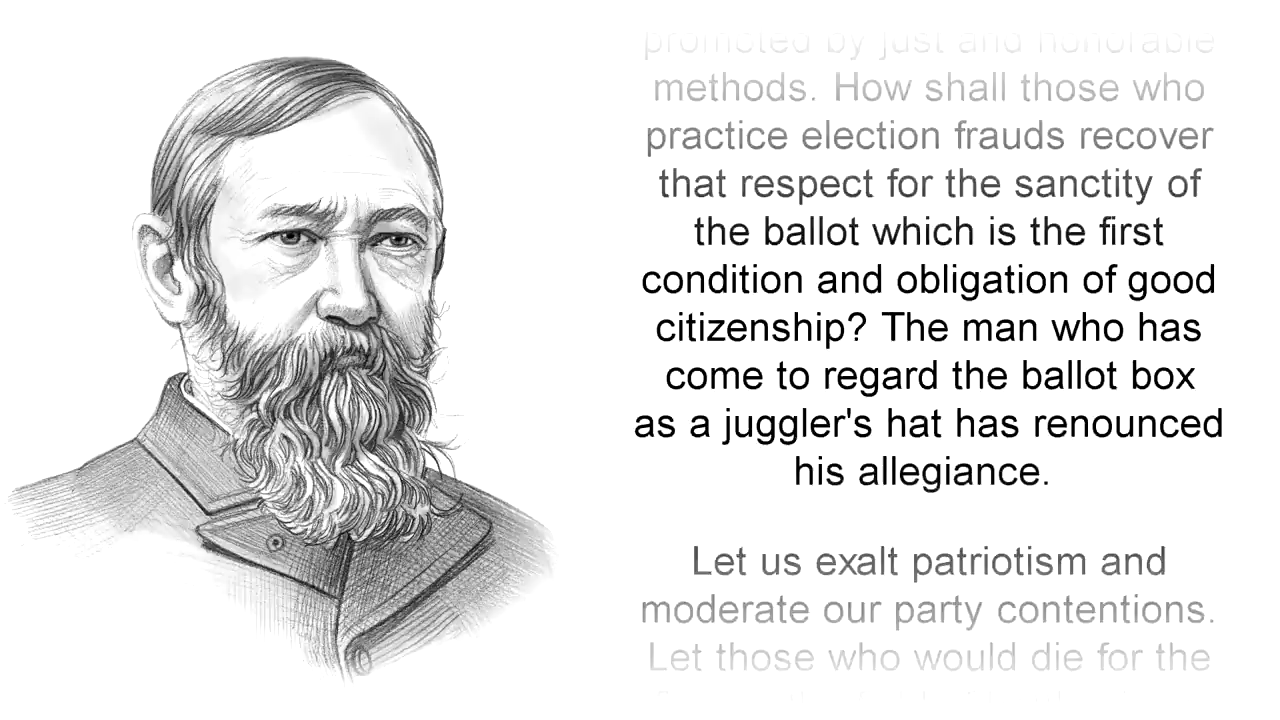 promoted by just and honorable
methods. How shall those who
practice election frauds recover
that respect for the sanctity of
the ballot which is the first
condition and obligation of good
citizenship? The man who has
come to regard the ballot box
as a juggler's hat has renounced
his allegiance.
Let us exalt patriotism and
moderate our party contentions.
Let those who would die for the